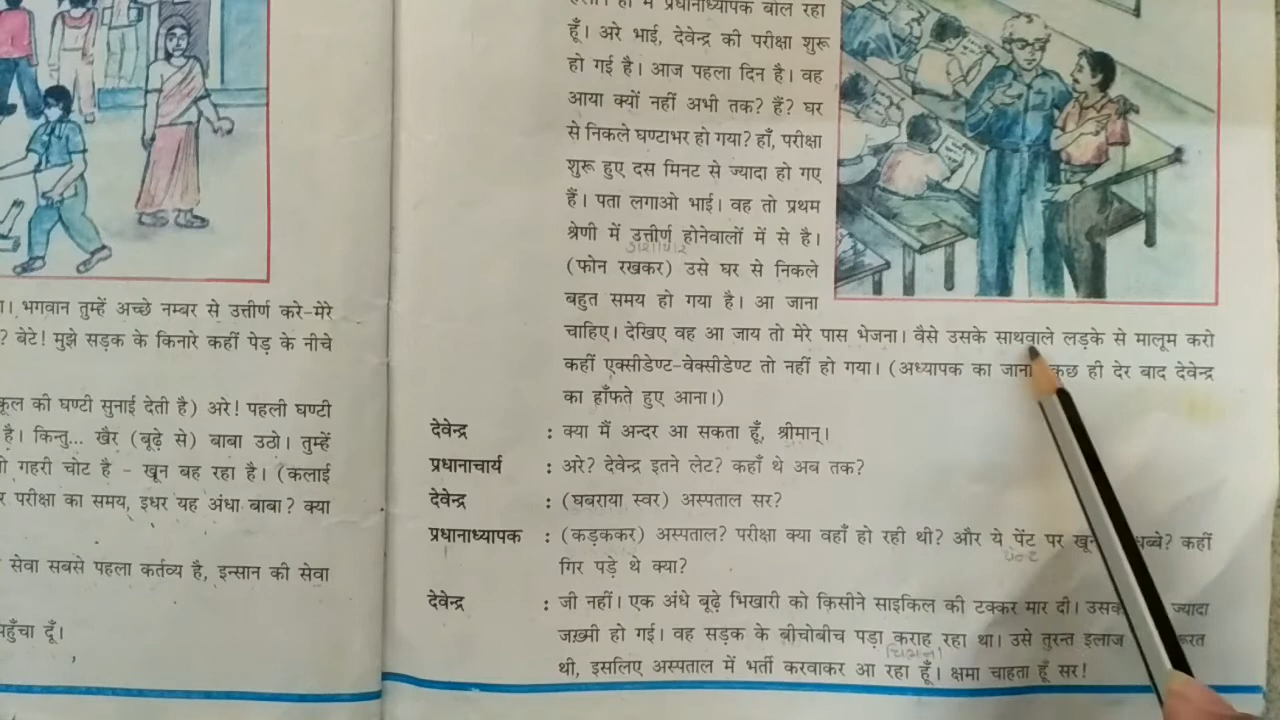 ा। भगवान तुम्हें अच्छे नम्बर से उत्तीर्ण करे-मेरे
? बेटे! मुझे सड़क के किनारे कहीं पेड़ के नीचे
कूल की घण्टी सुनाई देती है) अरे! पहली घण्टी
है। किन्तु... खैर (बूढ़े से) बाबा उठो। तुम्हें
गहरी चोट है - खून बह रहा है। (कलाई
र परीक्षा का समय, इधर यह अंधा बाबा? क्या
सेवा सबसे पहला कर्तव्य है, इन्सान की सेवा
पहुँचा दूँ।
मैं प्रधानाध्यापक बोल रहा
हूँ। अरे भाई, देवेन्द्र की परीक्षा शुरू
हो गई है। आज पहला दिन है। वह
आया क्यों नहीं अभी तक? हैं? घर
से निकले घण्टाभर हो गया? हाँ, परीक्षा
शुरू हुए दस मिनट से ज्यादा हो गए
हैं। पता लगाओ भाई। वह तो प्रथम
श्रेणी में उत्तीर्ण होनेवालों में से है।
(फोन रखकर) उसे घर से निकले
बहुत समय हो गया है। आ जाना
चाहिए। देखिए वह आ जाय तो मेरे पास भेजना। वैसे उसके साथवाले लड़के से मालूम करो
कहीं एक्सीडेण्ट-वेक्सीडेण्ट तो नहीं हो गया। (अध्यापक का जाना कुछ ही देर बाद देवेन्द्र
का हाँफते हुए आना।)
देवेन्द्र : क्या मैं अन्दर आ सकता हूँ, श्रीमान्।
प्रधानाचार्य : अरे? देवेन्द्र इतने लेट? कहाँ थे अब तक?
देवेन्द्र : (घबराया स्वर) अस्पताल सर?
प्रधानाध्यापक : (कड़ककर) अस्पताल? परीक्षा क्या वहाँ हो रही थी? और ये पेंट पर खून धब्बे? कहीं
गिर पड़े थे क्या?
देवेन्द्र : जी नहीं। एक अंधे बूढ़े भिखारी को किसीने साइकिल की टक्कर मार दी। ज्यादा
जख़्मी हो गई। वह सड़क के बीचोबीच पड़ा कराह रहा था। उसे तुरन्त इलाज
थी, इसलिए अस्पताल में भर्ती करवाकर आ रहा हूँ। क्षमा चाहता हूँ सर!